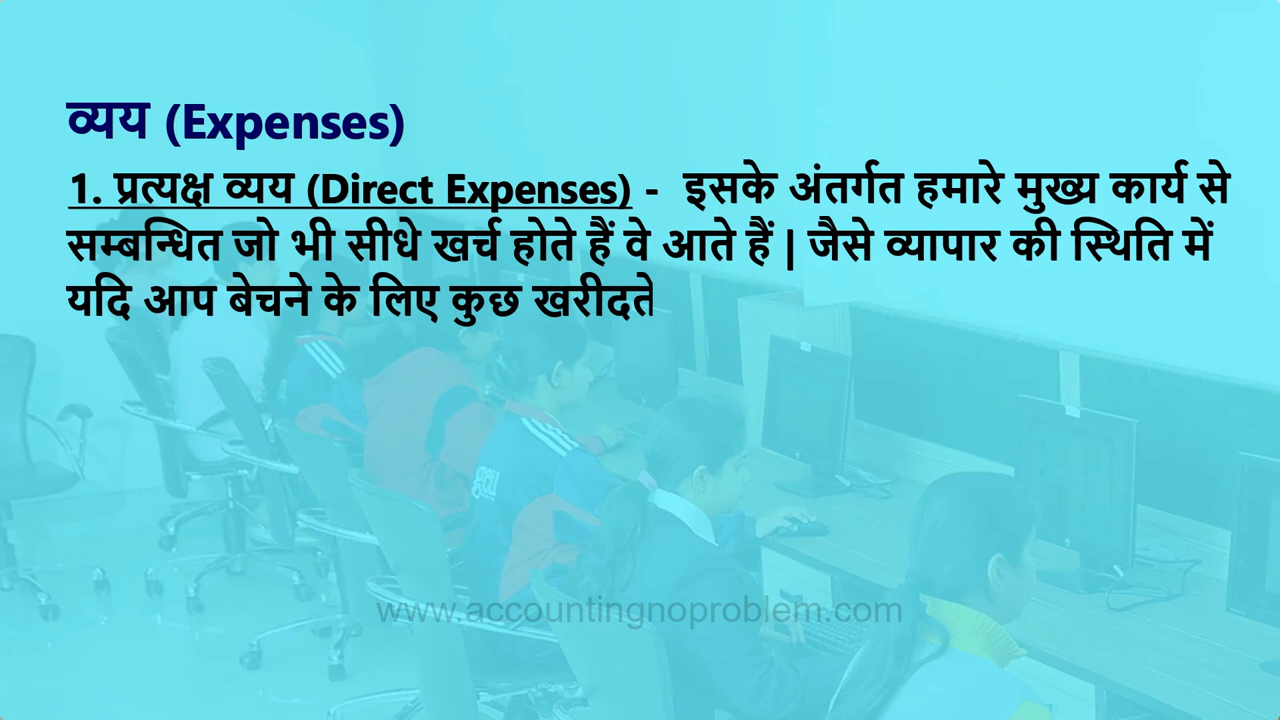 व्यय (Expenses)
1. प्रत्यक्ष व्यय (Direct Expenses) - इसके अंतर्गत हमारे मुख्य कार्य से
सम्बन्धित जो भी सीधे खर्च होते हैं वे आते हैं | जैसे व्यापार की स्थिति में
यदि आप बेचने के लिए कुछ खरीदते
www.accountingnoproblem.com